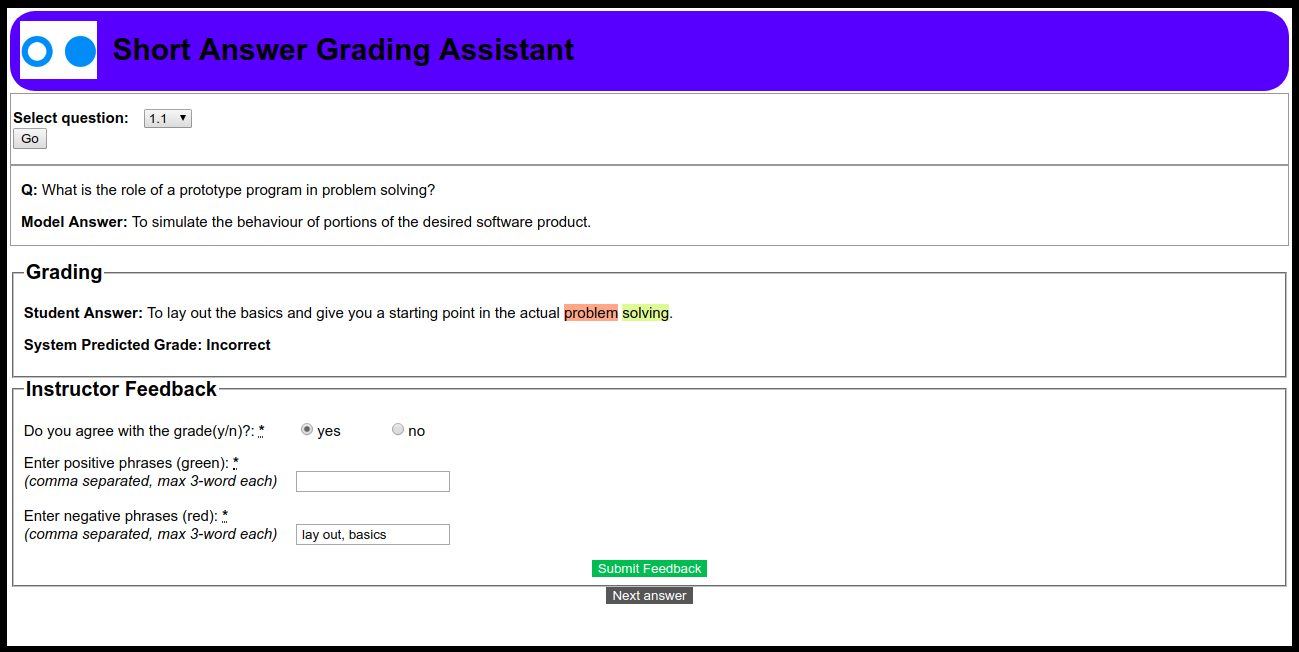 Short Answer Grading Assistant
Select question: 1.1
Go
Q: What is the role of a prototype program in problem solving?
Model Answer: To simulate the behaviour of portions of the desired software product.
Grading
Student Answer: To lay out the basics and give you a starting point in the actual problem solving.
System Predicted Grade: Incorrect
Instructor Feedback
Do you agree with the grade(y/n)?: * yes no
Enter positive phrases (green): *
(comma separated, max 3-word each)
Enter negative phrases (red): *
(comma separated, max 3-word each) lay out, basics
Submit Feedback
Next answer